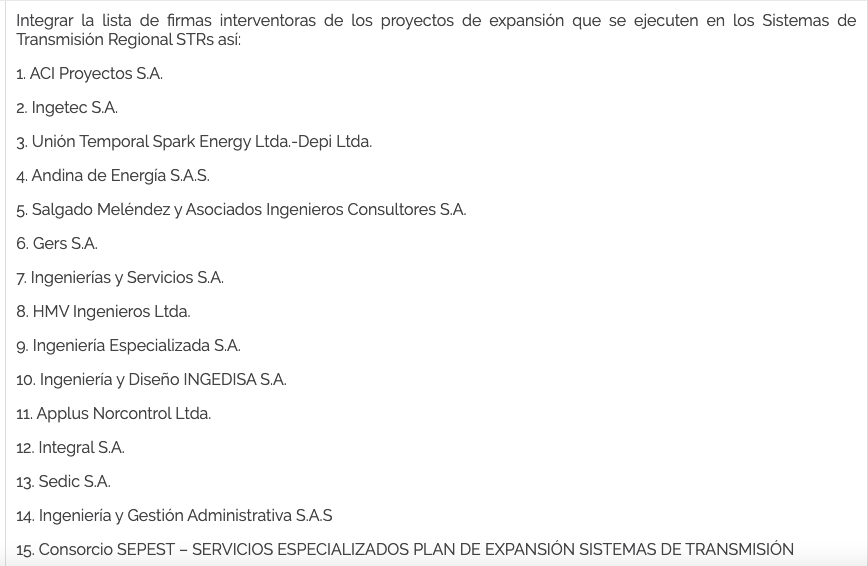 Integrar la lista de firmas interventoras de los proyectos de expansión que se ejecuten en los Sistemas de
Transmisión Regional STRs así:
1. ACI Proyectos S.A.
2. Ingetec S.A.
3. Unión Temporal Spark Energy Ltda.-Depi Ltda.
4. Andina de Energía S.A.S.
5. Salgado Meléndez y Asociados Ingenieros Consultores S.A.
6. Gers S.A.
7. Ingenierías y Servicios S.A.
8. HMV Ingenieros Ltda.
9. Ingeniería Especializada S.A.
10. Ingeniería y Diseño INGEDISA S.A.
11. Applus Norcontrol Ltda.
12. Integral S.A.
13. Sedic S.A.
14. Ingeniería y Gestión Administrativa S.A.S
15. Consorcio SEPEST – SERVICIOS ESPECIALIZADOS PLAN DE EXPANSIÓN SISTEMAS DE TRANSMISIÓN